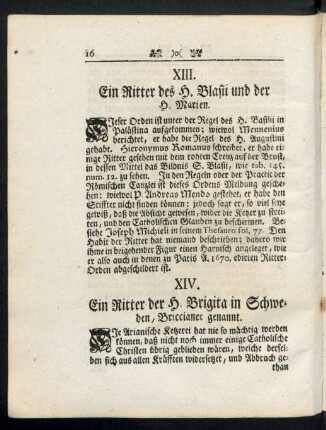 16 )o(
XIII.
Ein Ritter des H. Blasii und der
H. Marien.
Dieser Orden ist unter der Regel des H. Basilii in
Palästina aufgekommen; wiewol Mennenius
berichtet, er habe die Regel des H. Augustini
gehabt. Hieronymus Romanus schreibet, er habe ei-
nige Ritter gesehen mit dem rothen Creuz auf der Brust,
in dessen Mittel das Bildnis S. Blasii, wie tab. 145.
num. 12. zu sehen. In den Regeln oder der Practic der
Römischen Canzlei ist dieses Ordens Meldung gesche-
hen; wiewol P. Andreas Menda gestehet, er habe den
Stiffter nicht finden können: jedoch sagt er, so viel seye
gewiß, daß die Absicht gewesen, wider die Ketzer zu strei-
ten, und den Catholischen Glauben zu beschirmen. Be-
siehe Joseph Michieli in seinem Thesauro fol. 77. Den
Habit der Ritter hat niemand beschrieben; dahero wir
ihme in beigehender Figur einen Harnisch angeleget, wie
er also auch in denen zu Paris A. 1670. edirten Ritter-
Orden abgeschildert ist.
XIV.
Ein Ritter der H. Brigita in Schwe-
den, Briccianer genannt.
Die Arianische Ketzerei hat nie so mächtig werden
können, daß nicht noch immer einige Catholische
Christen übrig geblieben wären, welche dersel-
ben sich aus allen Kräfften widersetzet, und Abbruch ge-
than